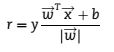 r = y (w⃗ᵀx⃗ + b) / |w⃗|